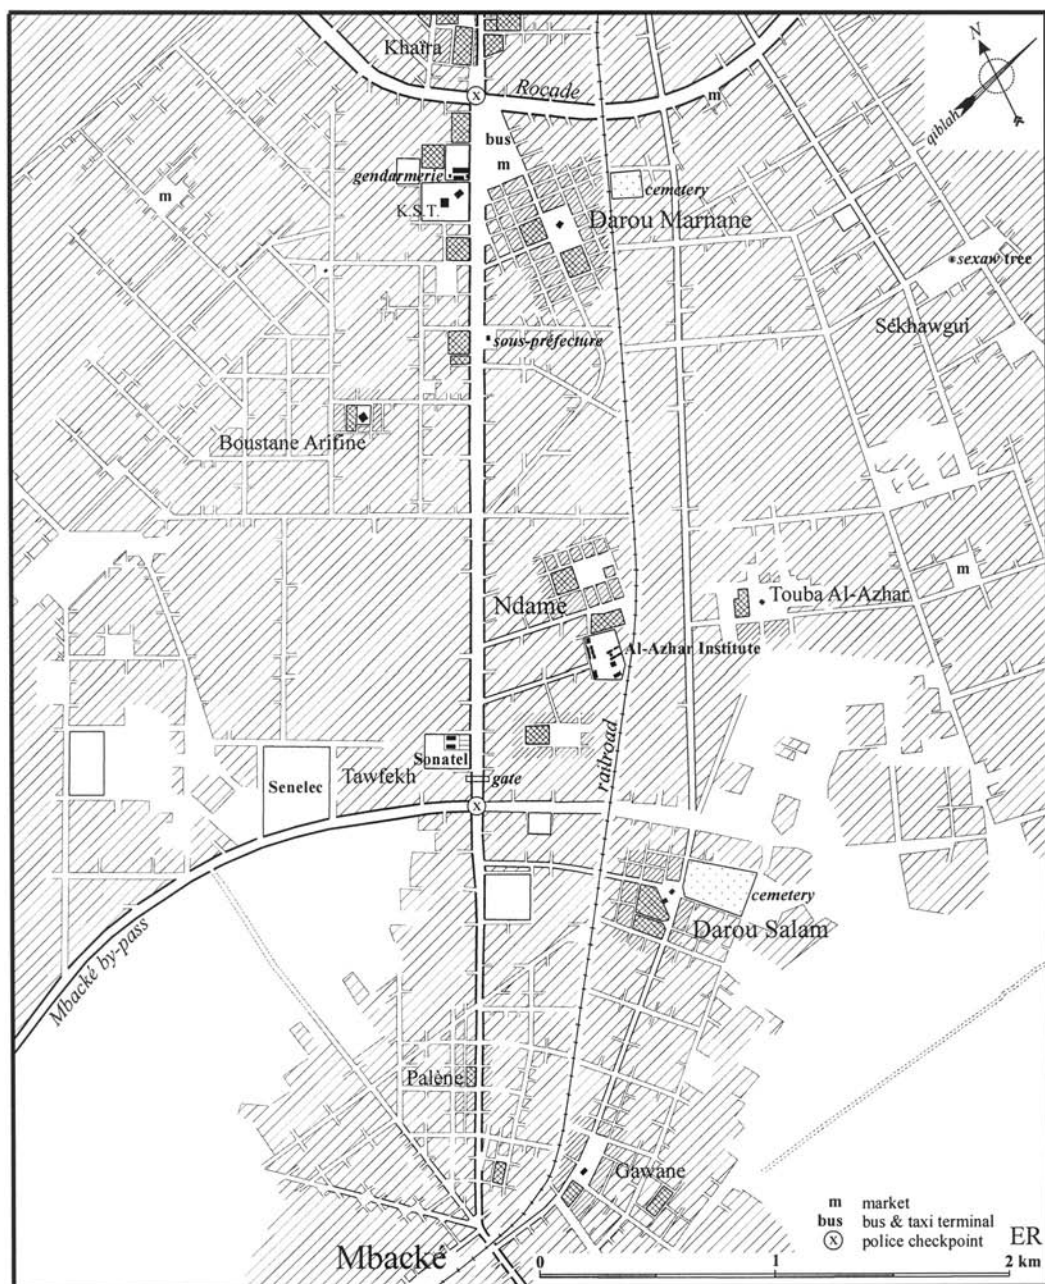 Khaïra
N
Rocade
m
qiblah
bus
m
gendarmerie
cemetery
m
K.S.T.
Darou Marnane
sexaw tree
Sékhawgui
sous-préfecture
Boustane Arifine
m
Ndame
Touba Al-Azhar
Al-Azhar Institute
railroad
Sonatel
Tawfekh
gate
Senelec
cemetery
Darou Salam
Mbacké by-pass
Palène
Gawane
Mbacké
m market
bus bus & taxi terminal
x police checkpoint
ER
0 1 2 km
x
x